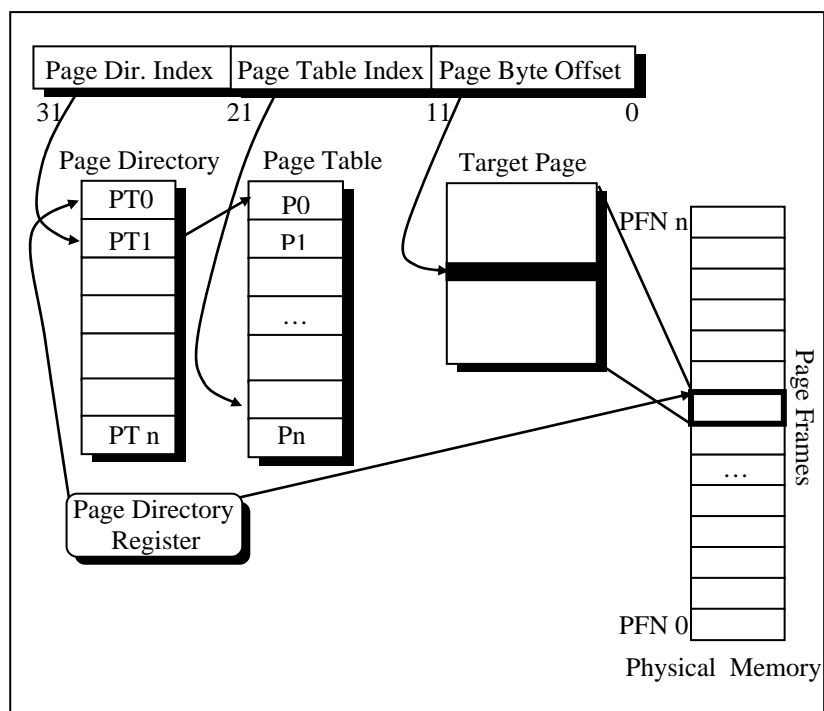 Page Dir. Index Page Table Index Page Byte Offset
31 21 11 0
Page Directory Page Table Target Page
PT0 P0
PFN n
PT1 P1
…
PT n Pn
Page Frames
…
Page Directory
Register
PFN 0
Physical Memory